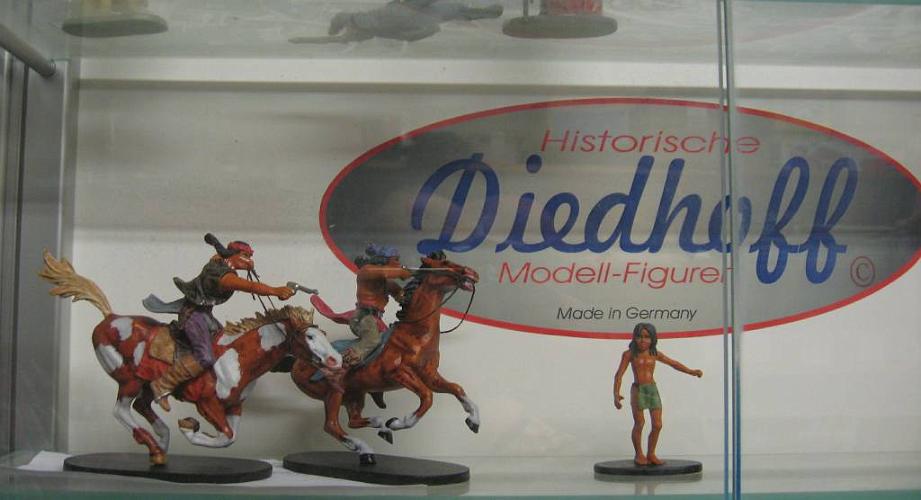 Historische
Diedhoff
Modell-Figuren
©
Made in Germany